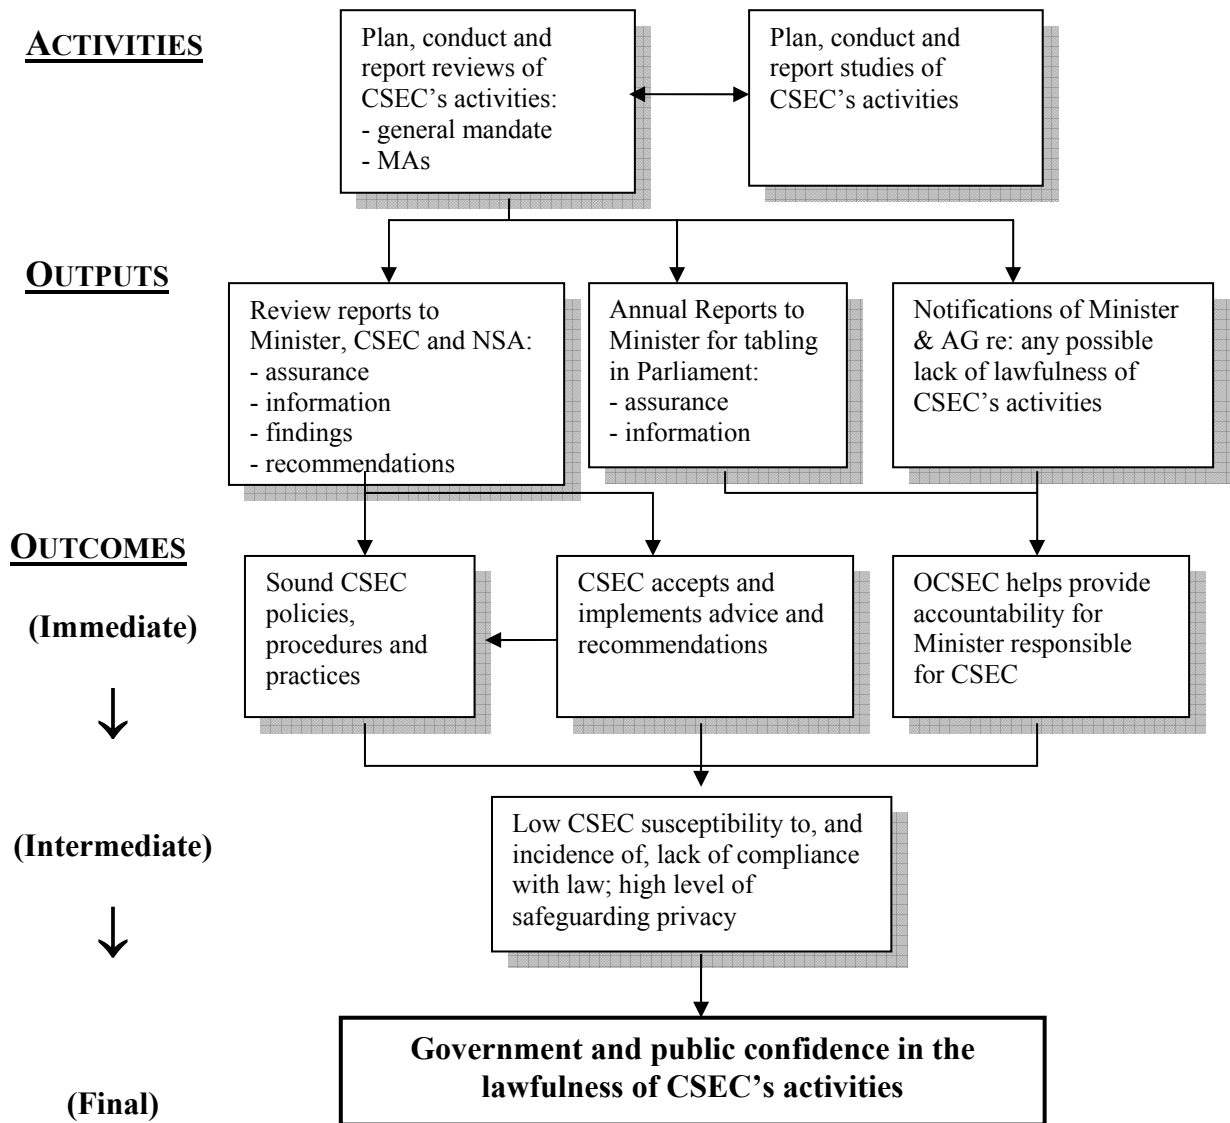 ACTIVITIES
Plan, conduct and
report reviews of
CSEC’s activities:
- general mandate
- MAs
Plan, conduct and
report studies of
CSEC’s activities
OUTPUTS
Review reports to
Minister, CSEC and NSA:
- assurance
- information
- findings
- recommendations
Annual Reports to
Minister for tabling
in Parliament:
- assurance
- information
Notifications of Minister
& AG re: any possible
lack of lawfulness of
CSEC’s activities
OUTCOMES
(Immediate)
Sound CSEC
policies,
procedures and
practices
CSEC accepts and
implements advice and
recommendations
OCSEC helps provide
accountability for
Minister responsible
for CSEC
(Intermediate)
Low CSEC susceptibility to, and
incidence of, lack of compliance
with law; high level of
safeguarding privacy
(Final)
Government and public confidence in the
lawfulness of CSEC’s activities